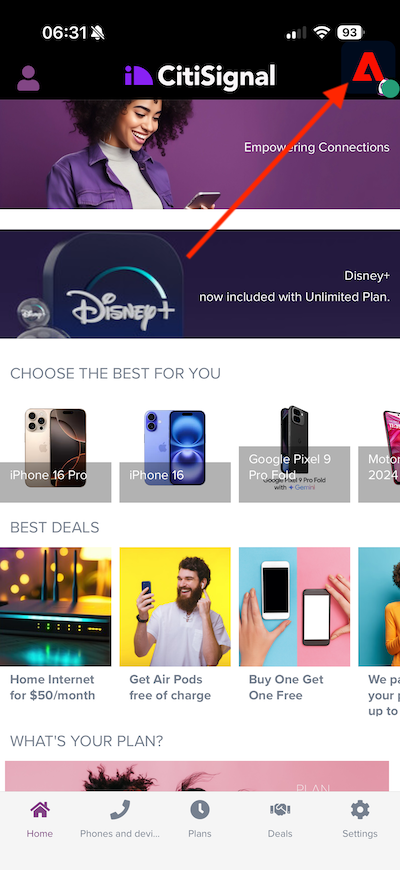 06:31
93
CitiSignal
Empowering Connections
Disney+
Disney+
Disney+
now included with Unlimited Plan.
CHOOSE THE BEST FOR YOU
iPhone 16 Pro
iPhone 16
Google Pixel 9
Pro Fold
Google Pixel 9 Pro Fold
with Gemini
Motor
2024
BEST DEALS
Home Internet
for $50/month
Get Air Pods
free of charge
Buy One Get
One Free
We pa
your p
up to
WHAT'S YOUR PLAN?
PLAN
Home
Phones and devi...
Plans
Deals
Settings